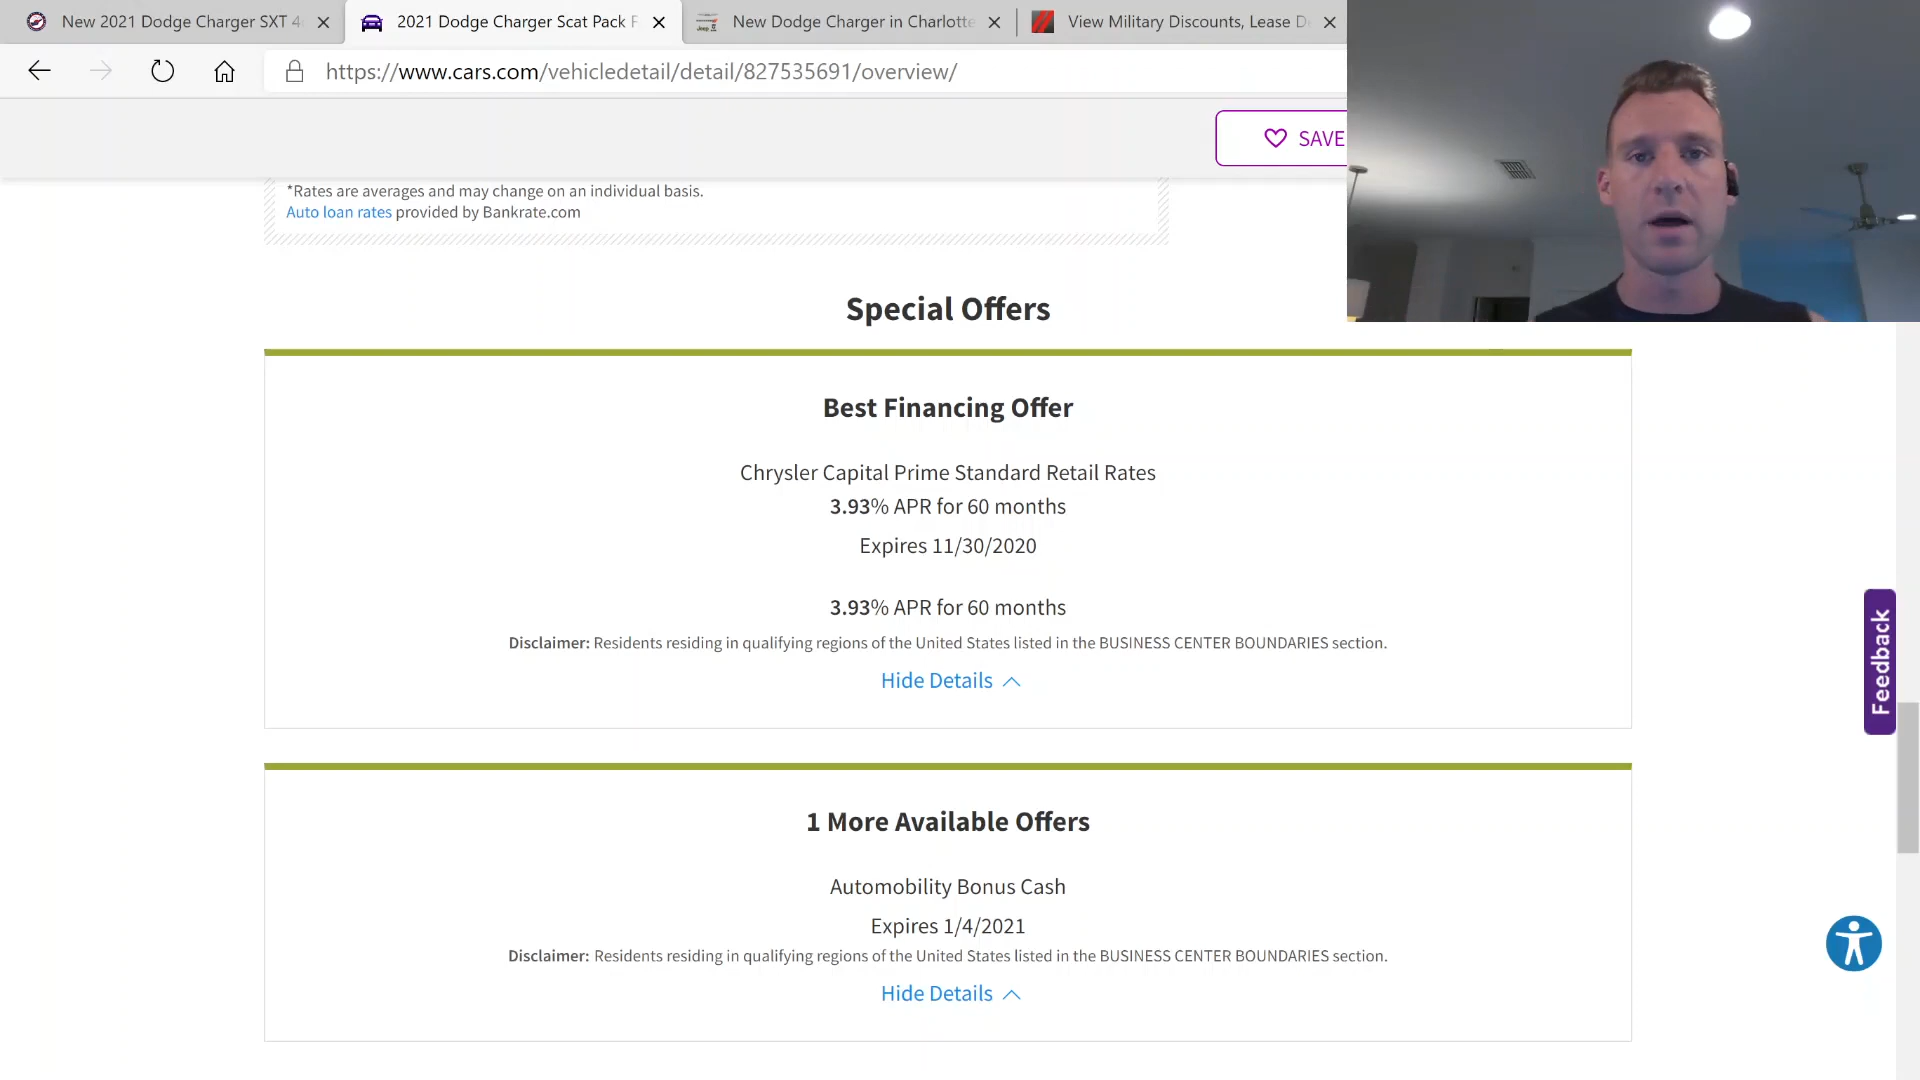 New 2021 Dodge Charger SXT 4
2021 Dodge Charger Scat Pack
New Dodge Charger in Charlotte
View Military Discounts, Lease D
https://www.cars.com/vehicledetail/detail/827535691/overview/
SAVE
*Rates are averages and may change on an individual basis.
Auto loan rates provided by Bankrate.com
Special Offers
Best Financing Offer
Chrysler Capital Prime Standard Retail Rates
3.93% APR for 60 months
Expires 11/30/2020
3.93% APR for 60 months
Disclaimer: Residents residing in qualifying regions of the United States listed in the BUSINESS CENTER BOUNDARIES section.
Hide Details
Feedback
1 More Available Offers
Automobility Bonus Cash
Expires 1/4/2021
Disclaimer: Residents residing in qualifying regions of the United States listed in the BUSINESS CENTER BOUNDARIES section.
Hide Details